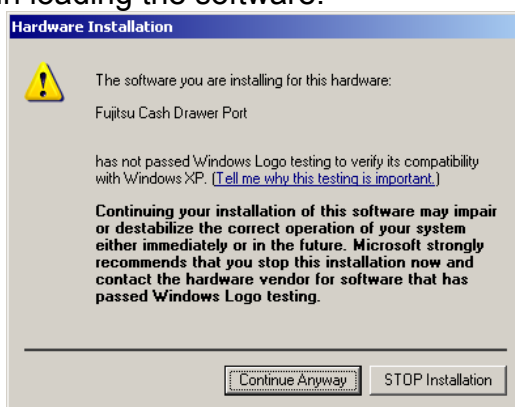 in loading the software.
Hardware Installation
The software you are installing for this hardware:
Fujitsu Cash Drawer Port
has not passed Windows Logo testing to verify its compatibility
with Windows XP. (Tell me why this testing is important.)
Continuing your installation of this software may impair
or destabilize the correct operation of your system
either immediately or in the future. Microsoft strongly
recommends that you stop this installation now and
contact the hardware vendor for software that has
passed Windows Logo testing.
Continue Anyway STOP Installation